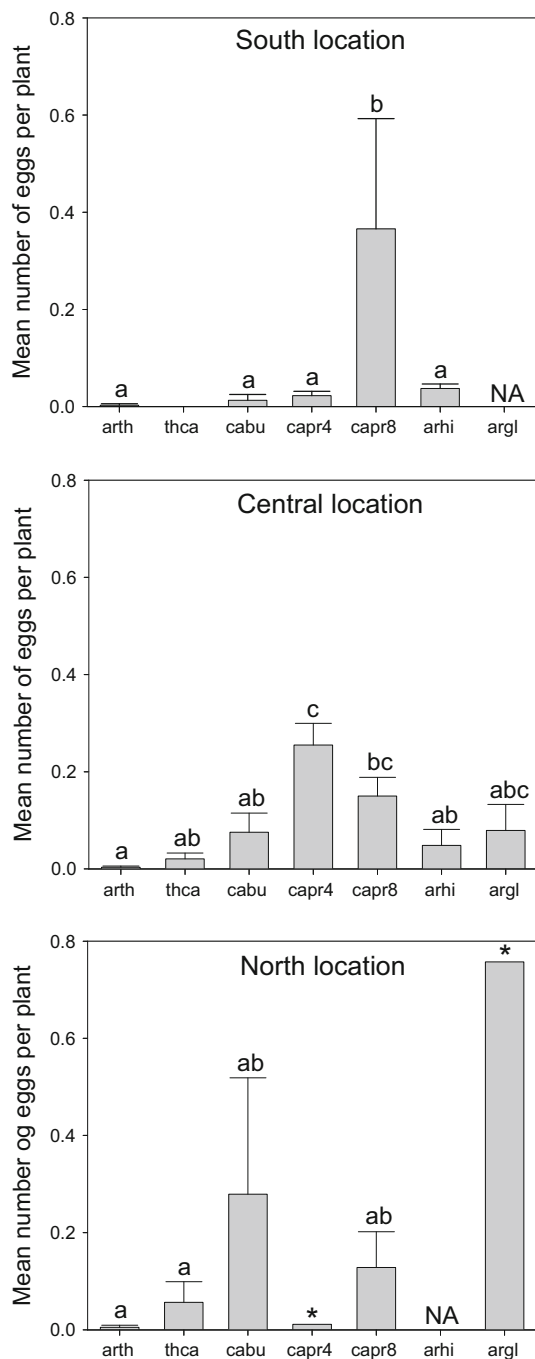 South location
Mean number of eggs per plant
0.8
0.6
0.4
0.2
0.0
b
a
a
a
a
NA
arth thca cabu capr4 capr8 arhi argl
Central location
Mean number of eggs per plant
0.8
0.6
0.4
0.2
0.0
c
bc
abc
ab
ab
ab
a
arth thca cabu capr4 capr8 arhi argl
North location
Mean number og eggs per plant
0.8
0.6
0.4
0.2
0.0
*
ab
ab
a
a
*
NA
arth thca cabu capr4 capr8 arhi argl